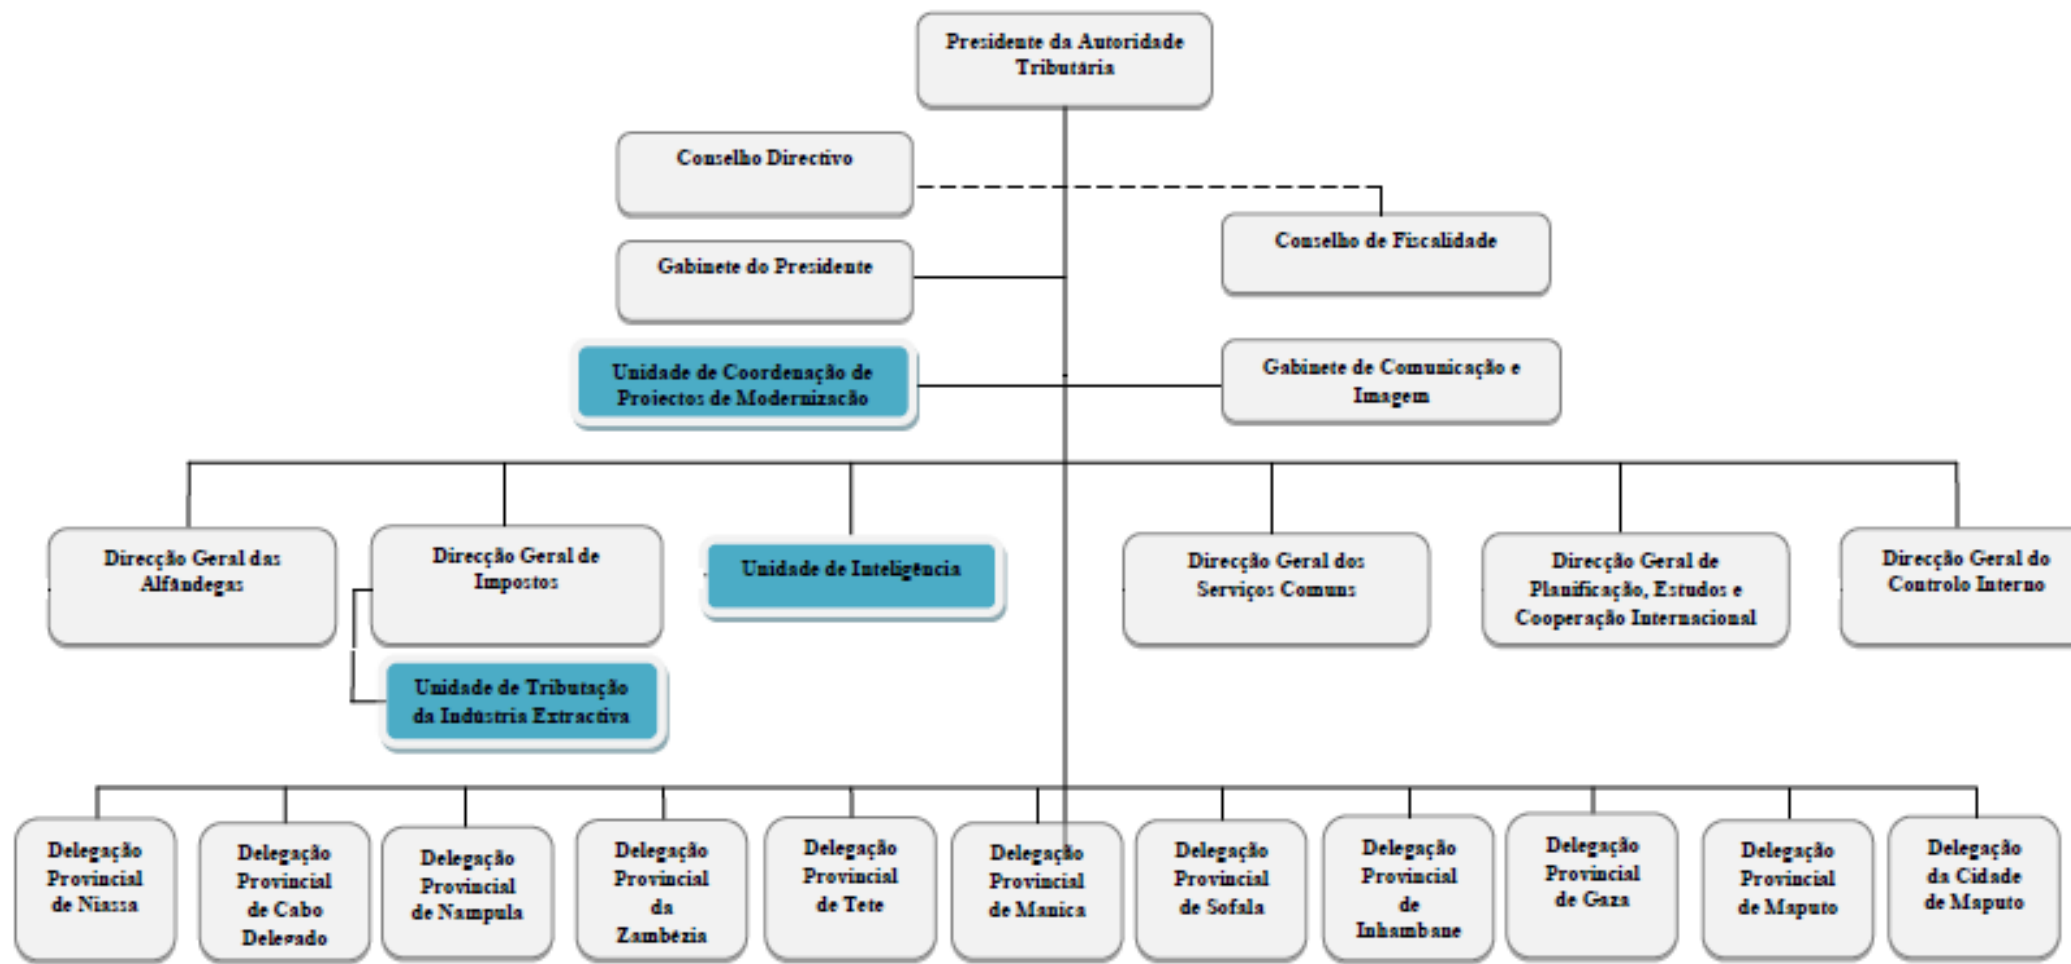 Presidente da Autoridade
Tributária
Conselho Directivo
Conselho de Fiscalidade
Gabinete do Presidente
Unidade de Coordenação de
Projectos de Modernização
Gabinete de Comunicação e
Imagem
Direcção Geral das
Alfândegas
Direcção Geral de
Impostos
Unidade de Inteligência
Direcção Geral dos
Serviços Comuns
Direcção Geral de
Planificação, Estudos e
Cooperação Internacional
Direcção Geral do
Controlo Interno
Unidade de Tributação
da Indústria Extractiva
Delegação
Provincial
de Niassa
Delegação
Provincial
de Cabo
Delegado
Delegação
Provincial
de Nampula
Delegação
Provincial
da
Zambézia
Delegação
Provincial
de Tete
Delegação
Provincial
de Manica
Delegação
Provincial
de Sofala
Delegação
Provincial
de
Inhambane
Delegação
Provincial
de Gaza
Delegação
Provincial
de Maputo
Delegação
da Cidade
de Maputo